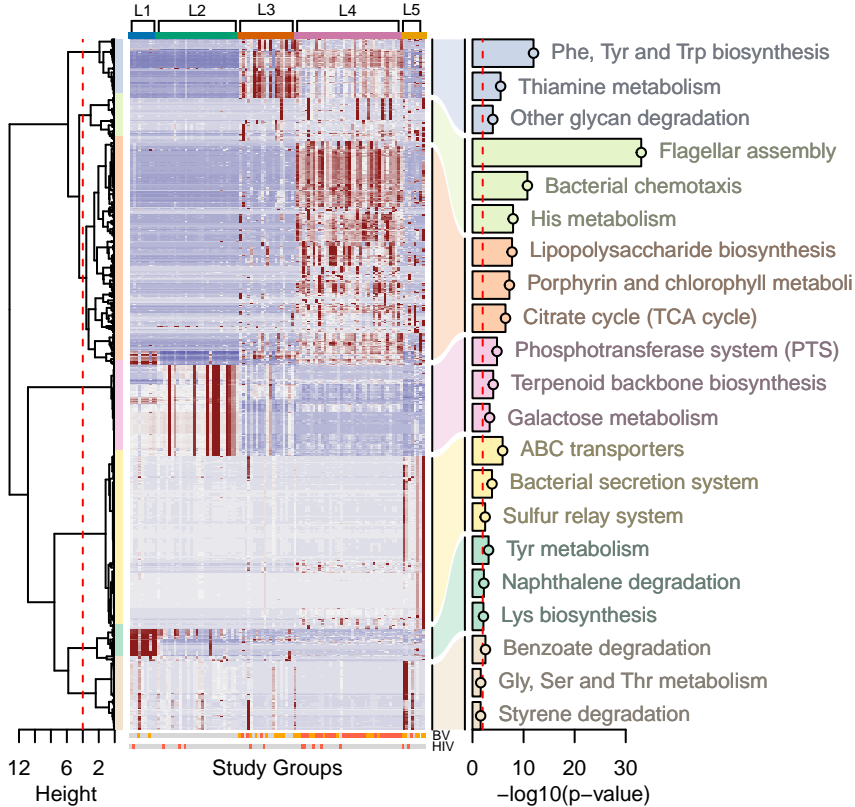 L1 L2 L3 L4 L5
Phe, Tyr and Trp biosynthesis
Thiamine metabolism
Other glycan degradation
Flagellar assembly
Bacterial chemotaxis
His metabolism
Lipopolysaccharide biosynthesis
Porphyrin and chlorophyll metaboli
Citrate cycle (TCA cycle)
Phosphotransferase system (PTS)
Terpenoid backbone biosynthesis
Galactose metabolism
ABC transporters
Bacterial secretion system
Sulfur relay system
Tyr metabolism
Naphthalene degradation
Lys biosynthesis
Benzoate degradation
Gly, Ser and Thr metabolism
Styrene degradation
BV
HIV
12 6 2
Height
Study Groups
0 10 20 30
−log10(p−value)